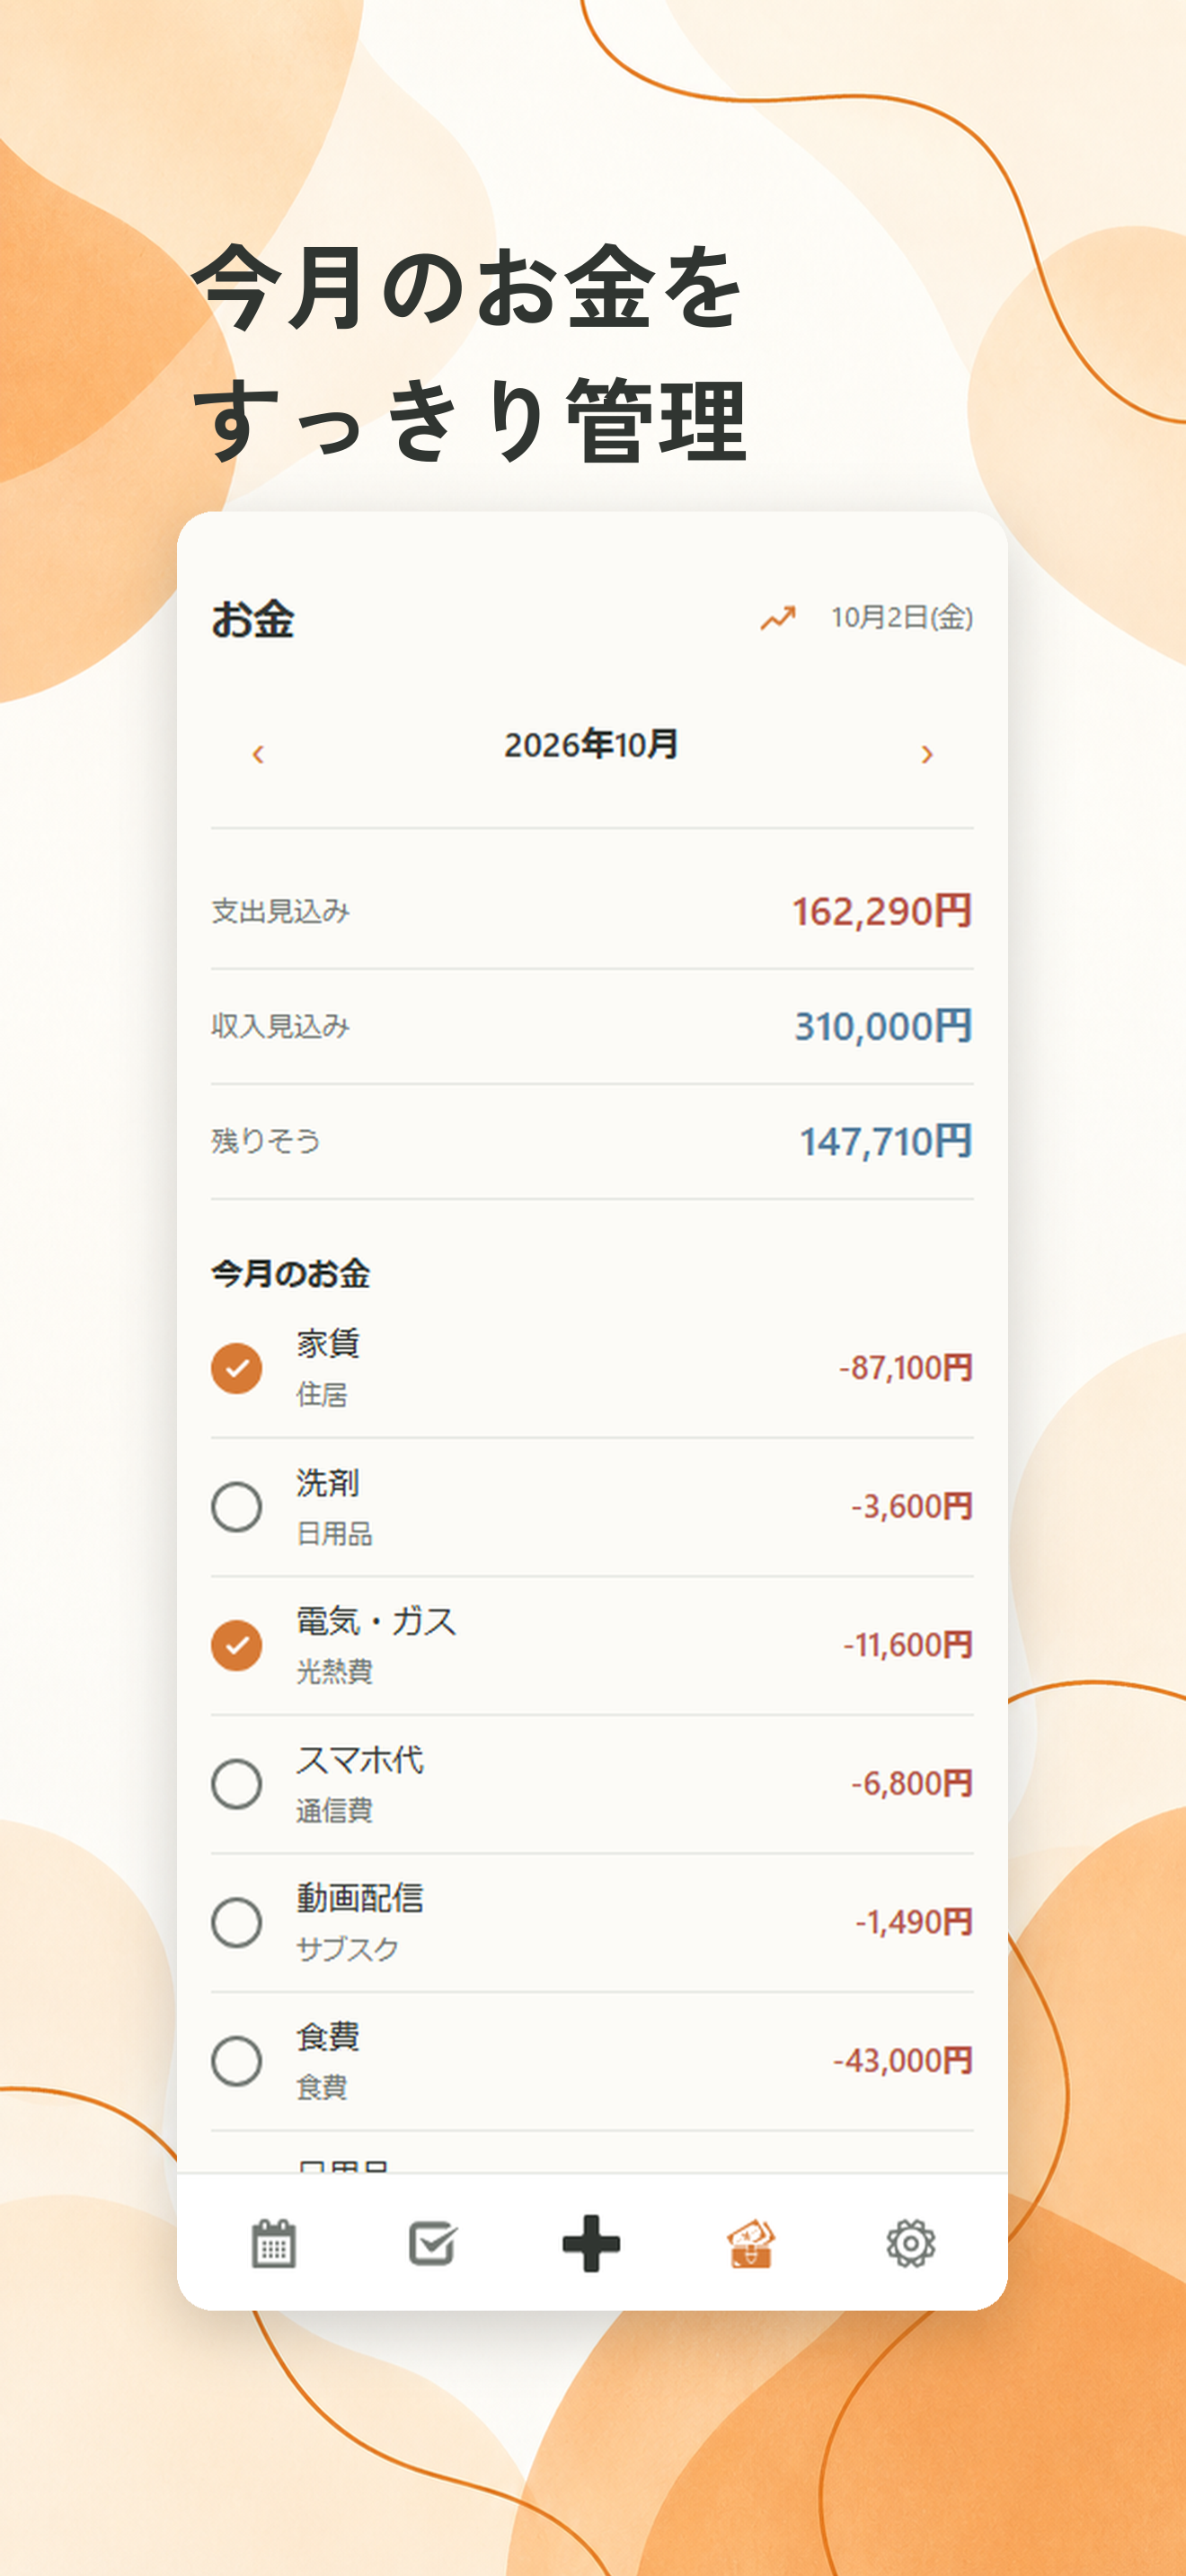 今月のお金を
すっきり管理
お金
10月2日(金)
2026年10月
支出見込み
162,290円
収入見込み
310,000円
残りそう
147,710円
今月のお金
家賃
住居
-87,100円
洗剤
日用品
-3,600円
電気・ガス
光熱費
-11,600円
スマホ代
通信費
-6,800円
動画配信
サブスク
-1,490円
食費
食費
-43,000円